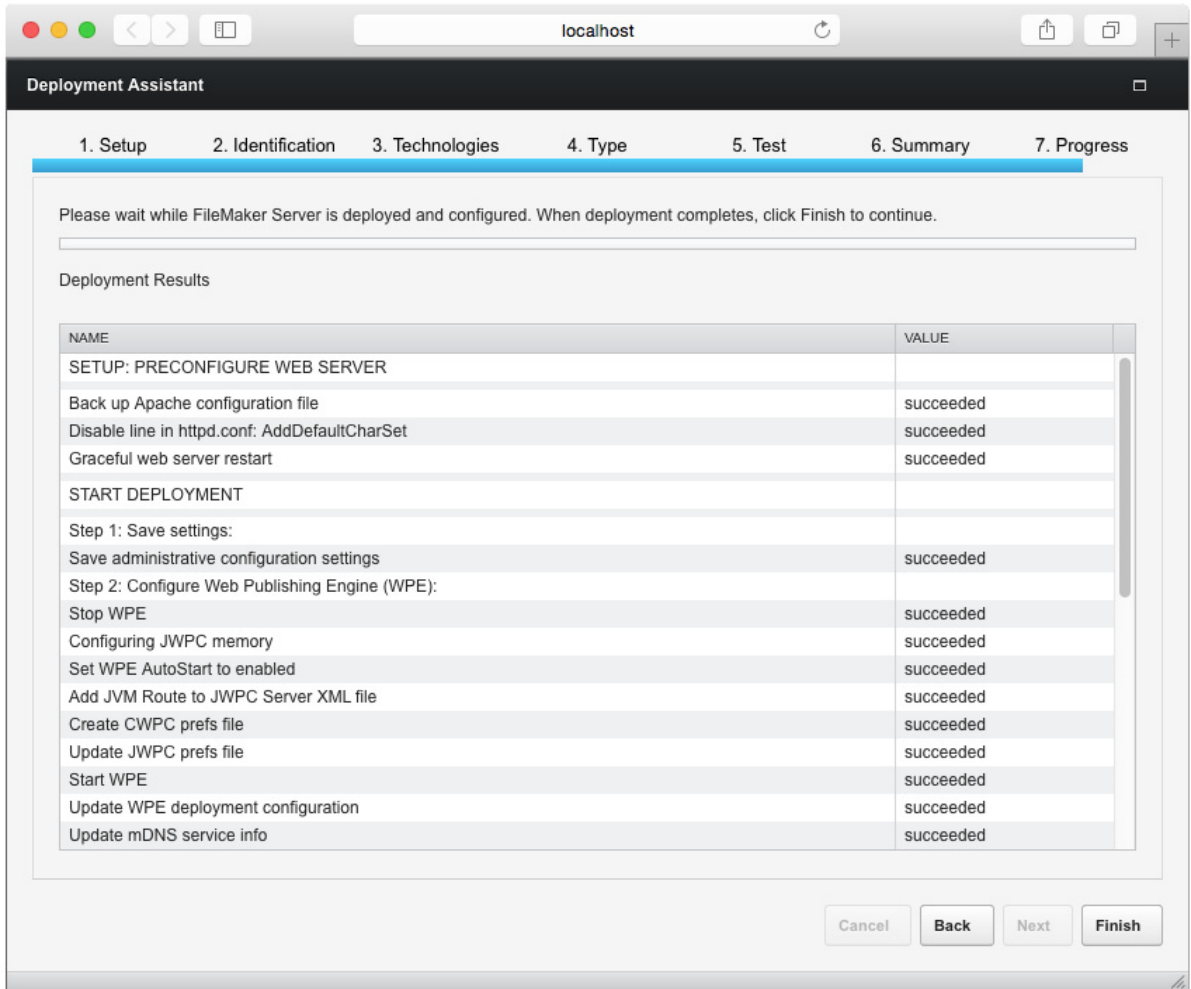 localhost
Deployment Assistant
1. Setup 2. Identification 3. Technologies 4. Type 5. Test 6. Summary 7. Progress
Please wait while FileMaker Server is deployed and configured. When deployment completes, click Finish to continue.
Deployment Results
NAME VALUE
SETUP: PRECONFIGURE WEB SERVER
Back up Apache configuration file succeeded
Disable line in httpd.conf: AddDefaultCharSet succeeded
Graceful web server restart succeeded
START DEPLOYMENT
Step 1: Save settings:
Save administrative configuration settings succeeded
Step 2: Configure Web Publishing Engine (WPE):
Stop WPE succeeded
Configuring JWPC memory succeeded
Set WPE AutoStart to enabled succeeded
Add JVM Route to JWPC Server XML file succeeded
Create CWPC prefs file succeeded
Update JWPC prefs file succeeded
Start WPE succeeded
Update WPE deployment configuration succeeded
Update mDNS service info succeeded
Cancel Back Next Finish